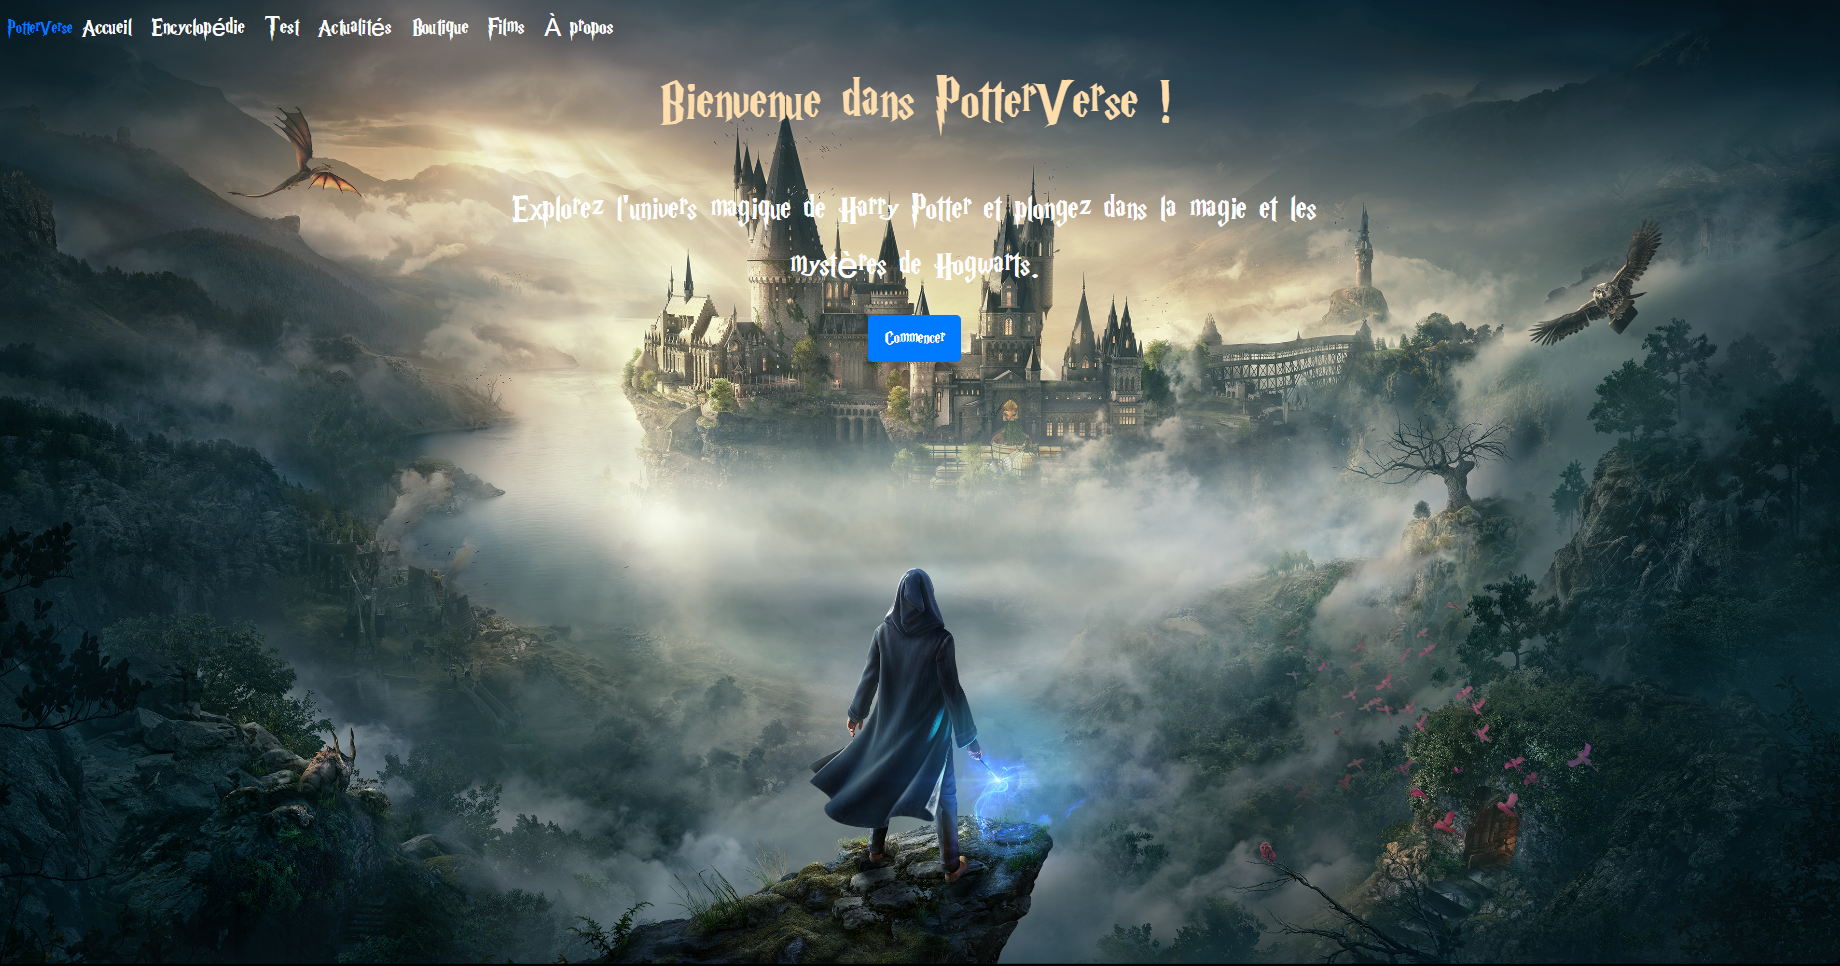 PotterVerse Accueil Encyclopédie Test Actualités Boutique Films À propos
Bienvenue dans PotterVerse !
Explorez l'univers magique de Harry Potter et plongez dans la magie et les
mystères de Hogwarts.
Commencer